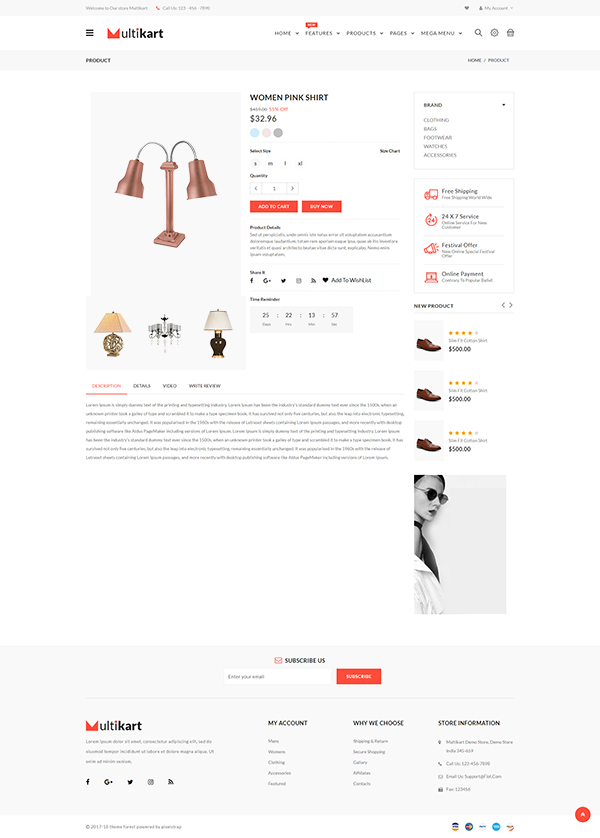 Welcome to Our store Multikart
Call Us: 123 - 456 - 7890
My Account
Multikart
HOME
NEW
FEATURES
PRODUCTS
PAGES
MEGA MENU
PRODUCT
HOME / PRODUCT
WOMEN PINK SHIRT
$459.00 55% Off
$32.96
Select Size
Size Chart
s m l xl
Quantity
1
ADD TO CART
BUY NOW
Product Details
Sed ut perspiciatis, unde omnis iste natus error sit voluptatem accusantium
doloremque laudantium, totam rem aperiam eaque ipsa, quae ab illo inventore
veritatis et quasi architecto beatae vitae dicta sunt, explicabo. Nemo enim
ipsam voluptatem,
Share It
Add To WishList
Time Reminder
25 : 22 : 13 : 57
Days Hrs Min Sec
BRAND
CLOTHING
BAGS
FOOTWEAR
WATCHES
ACCESSORIES
Free Shipping
Free Shipping World Wide
24 X 7 Service
Online Service For New
Customer
Festival Offer
New Online Special Festival
Offer
Online Payment
Contrary To Popular Belief.
NEW PRODUCT
Slim Fit Cotton Shirt
$500.00
Slim Fit Cotton Shirt
$500.00
Slim Fit Cotton Shirt
$500.00
DESCRIPTION
DETAILS
VIDEO
WRITE REVIEW
Lorem Ipsum is simply dummy text of the printing and typesetting industry. Lorem Ipsum has been the industry's standard dummy text ever since the 1500s, when an
unknown printer took a galley of type and scrambled it to make a type specimen book. It has survived not only five centuries, but also the leap into electronic typesetting,
remaining essentially unchanged. It was popularised in the 1960s with the release of Letraset sheets containing Lorem Ipsum passages, and more recently with desktop
publishing software like Aldus PageMaker including versions of Lorem Ipsum. Lorem Ipsum is simply dummy text of the printing and typesetting industry. Lorem Ipsum has
been the industry's standard dummy text ever since the 1500s, when an unknown printer took a galley of type and scrambled it to make a type specimen book. It has survived
not only five centuries, but also the leap into electronic typesetting, remaining essentially unchanged. It was popularised in the 1960s with the release of
Letraset sheets containing Lorem Ipsum passages, and more recently with desktop publishing software like Aldus PageMaker including versions of Lorem Ipsum.
SUBSCRIBE US
Enter your email
SUBSCRIBE
Multikart
Lorem ipsum dolor sit amet, consectetur adipiscing elit, sed do
eiusmod tempor incididunt ut labore et dolore magna aliqua. Ut
enim ad minim veniam,
MY ACCOUNT
Mens
Womens
Clothing
Accessories
Featured
WHY WE CHOOSE
Shipping & Return
Secure Shopping
Gallary
Affiliates
Contacts
STORE INFORMATION
Multikart Demo Store, Demo Store
India 345-659
Call Us: 123-456-7898
Email Us: Support@Fiot.Com
Fax: 123456
© 2017-18 theme forest powered by pixelstrap